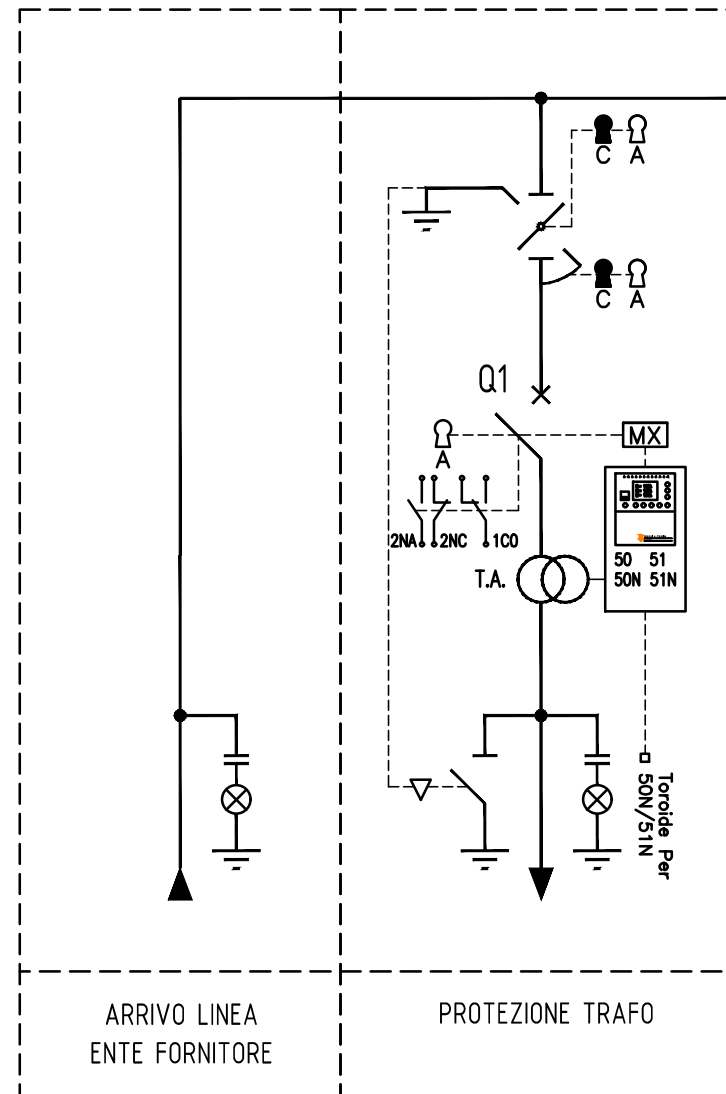 C A
C A
Q1
A
MX
2NA 2NC 1CO
50 51
50N 51N
T.A.
Toroide Per
50N/51N
ARRIVO LINEA
ENTE FORNITORE
PROTEZIONE TRAFO